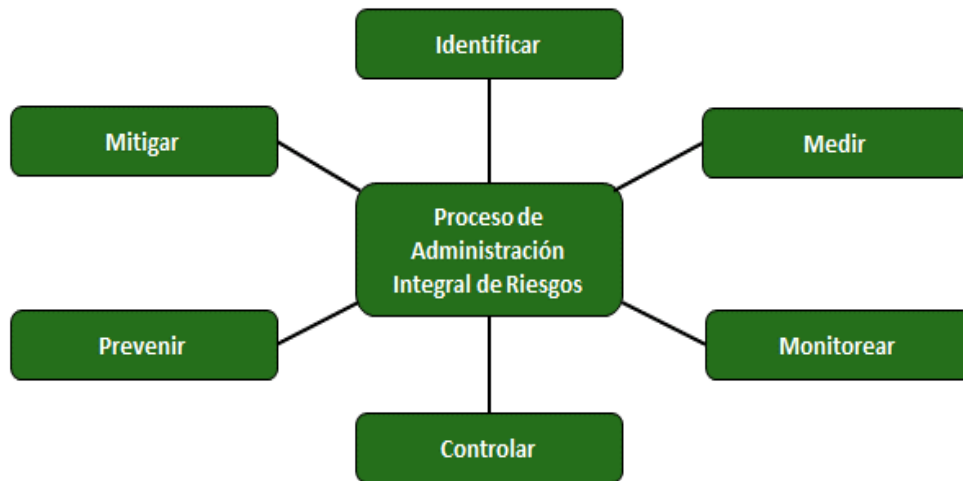 Identificar
Mitigar
Medir
Proceso de
Administración
Integral de Riesgos
Prevenir
Monitorear
Controlar